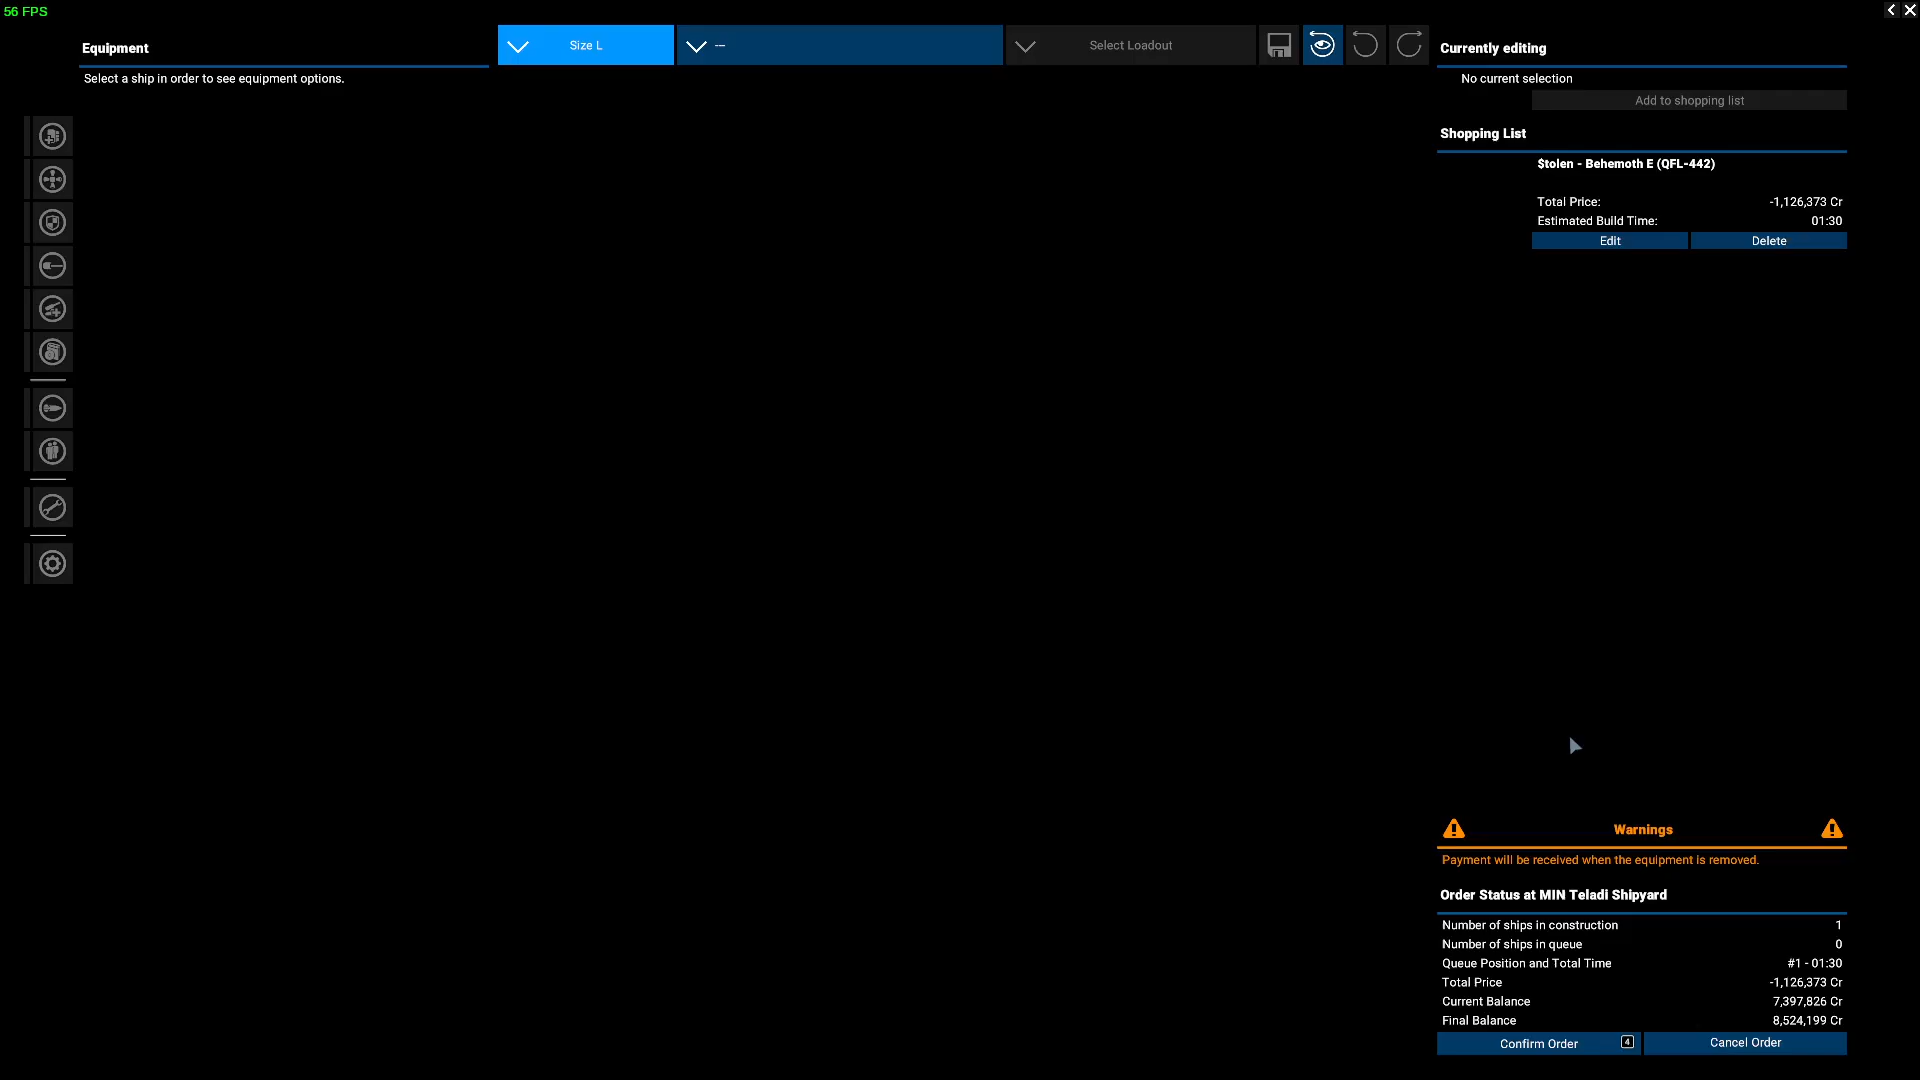 56 FPS
Equipment
Select a ship in order to see equipment options.
Size L
---
Select Loadout
Currently editing
No current selection
Add to shopping list
Shopping List
$tolen - Behemoth E (QFL-442)
Total Price: -1,126,373 Cr
Estimated Build Time: 01:30
Edit Delete
Warnings
Payment will be received when the equipment is removed.
Order Status at MIN Teladi Shipyard
Number of ships in construction 1
Number of ships in queue 0
Queue Position and Total Time #1 - 01:30
Total Price -1,126,373 Cr
Current Balance 7,397,826 Cr
Final Balance 8,524,199 Cr
Confirm Order 4 Cancel Order